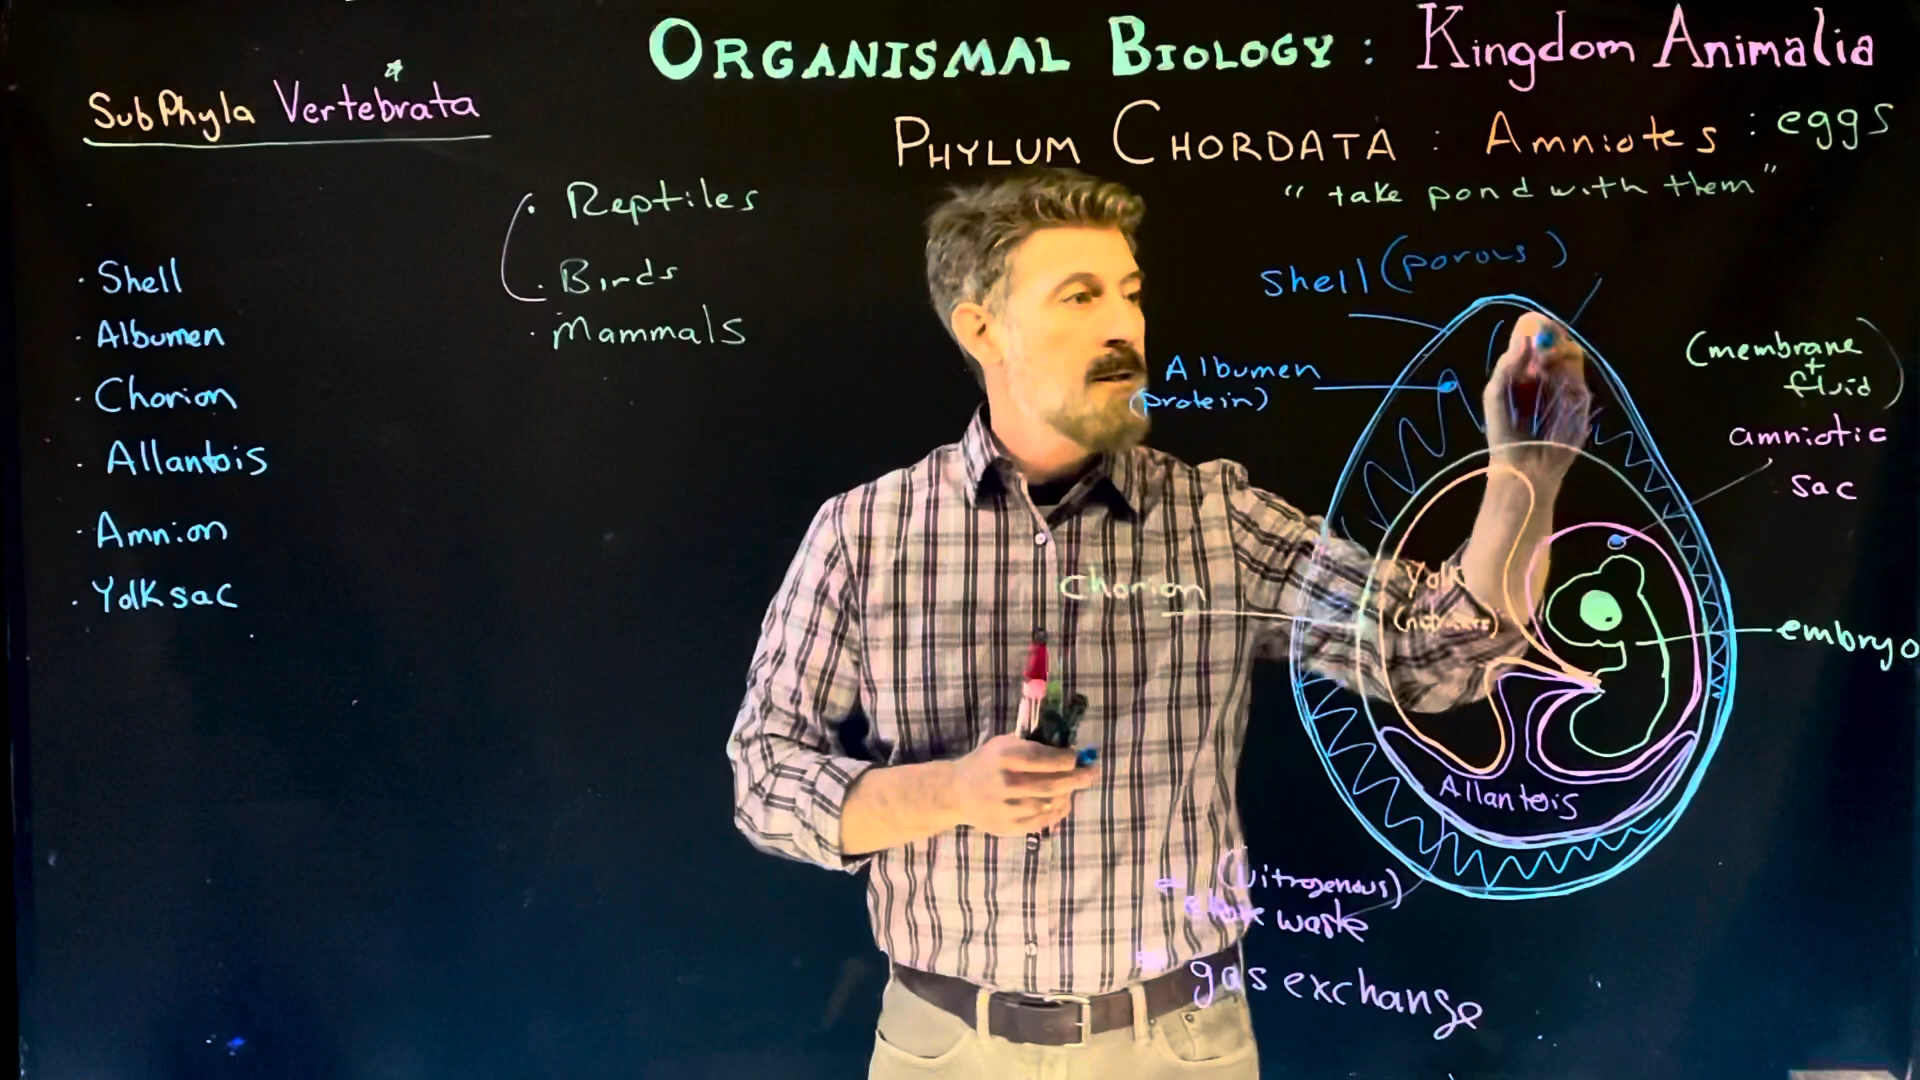 ORGANISMAL BIOLOGY : Kingdom Animalia
SubPhyla Vertebrata
PHYLUM CHORDATA : Amniotes : eggs
"take pond with them"
· Reptiles
· Birds
· Mammals
· Shell
· Albumen
· Chorion
· Allantois
· Amnion
· Yolk sac
Shell (porous)
Albumen
(protein)
(membrane
+
fluid)
amniotic
sac
Chorion
Yolk
embryo
Allantois
(Nitrogenous)
waste
gas exchange